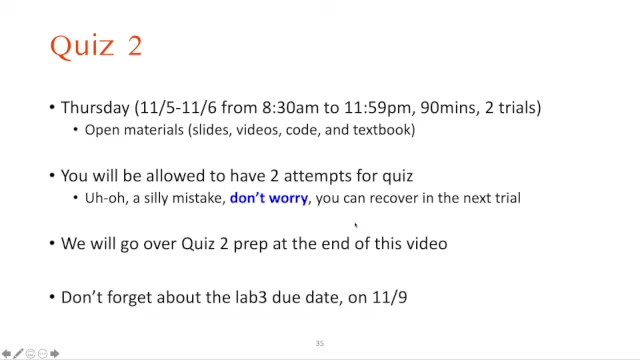 Quiz 2
• Thursday (11/5-11/6 from 8:30am to 11:59pm, 90mins, 2 trials)
• Open materials (slides, videos, code, and textbook)
• You will be allowed to have 2 attempts for quiz
• Uh-oh, a silly mistake, don't worry, you can recover in the next trial
• We will go over Quiz 2 prep at the end of this video
• Don't forget about the lab3 due date, on 11/9
35